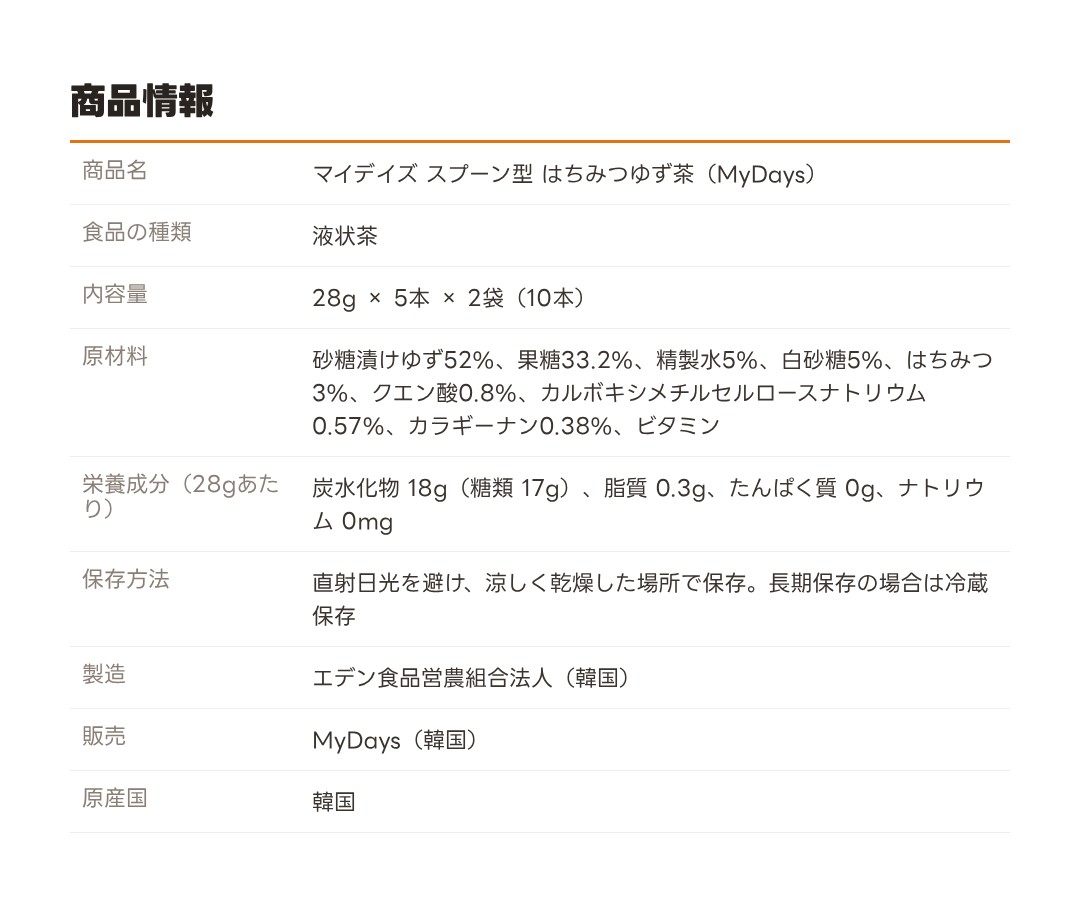 商品情報
商品名
マイデイズ スプーン型 はちみつゆず茶（MyDays）
食品の種類
液状茶
内容量
28g × 5本 × 2袋（10本）
原材料
砂糖漬けゆず52%、果糖33.2%、精製水5%、白砂糖5%、はちみつ
3%、クエン酸0.8%、カルボキシメチルセルロースナトリウム
0.57%、カラギーナン0.38%、ビタミン
栄養成分（28gあた
り）
炭水化物 18g（糖類 17g）、脂質 0.3g、たんぱく質 0g、ナトリウ
ム 0mg
保存方法
直射日光を避け、涼しく乾燥した場所で保存。長期保存の場合は冷蔵
保存
製造
エデン食品営農組合法人（韓国）
販売
MyDays（韓国）
原産国
韓国